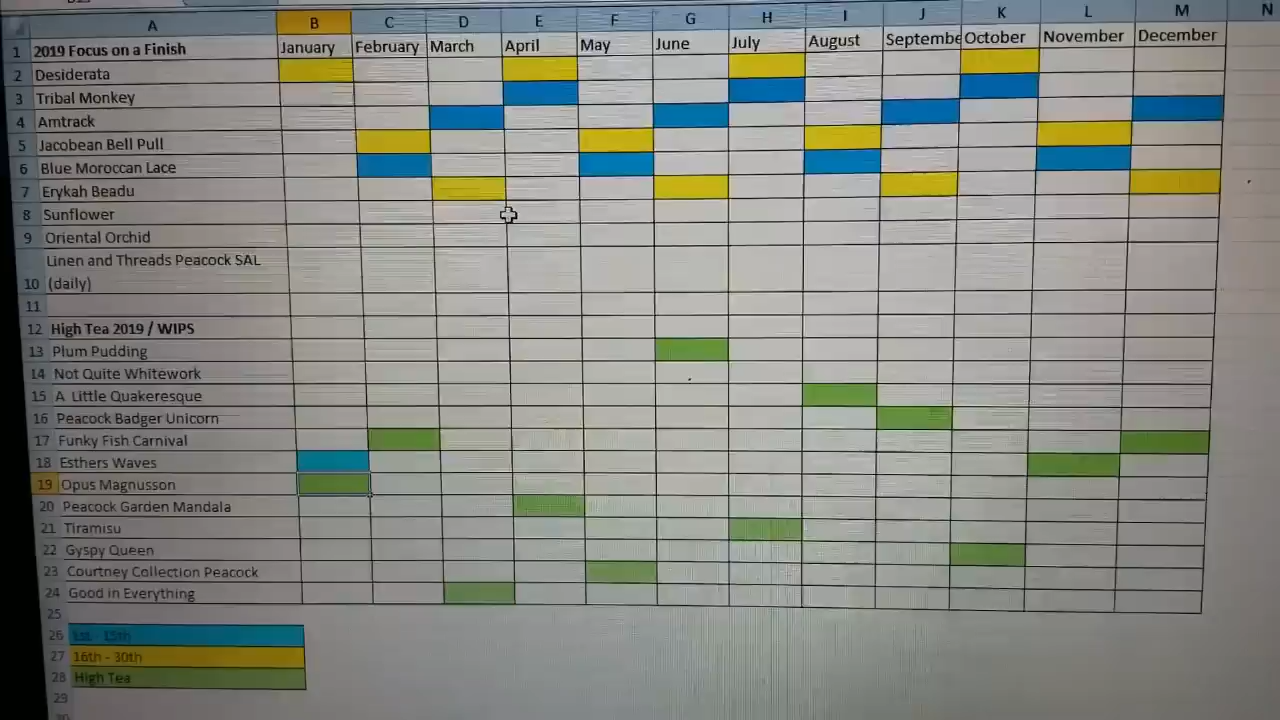 A B C D E F G H I J K L M N
1 2019 Focus on a Finish January February March April May June July August Septembe October November December
2 Desiderata
3 Tribal Monkey
4 Amtrack
5 Jacobean Bell Pull
6 Blue Moroccan Lace
7 Erykah Beadu
8 Sunflower
9 Oriental Orchid
Linen and Threads Peacock SAL
10 (daily)
11
12 High Tea 2019 / WIPS
13 Plum Pudding
14 Not Quite Whitework
15 A Little Quakeresque
16 Peacock Badger Unicorn
17 Funky Fish Carnival
18 Esthers Waves
19 Opus Magnusson
20 Peacock Garden Mandala
21 Tiramisu
22 Gyspy Queen
23 Courtney Collection Peacock
24 Good in Everything
25
26 1st - 15th
27 16th - 30th
28 High Tea
29